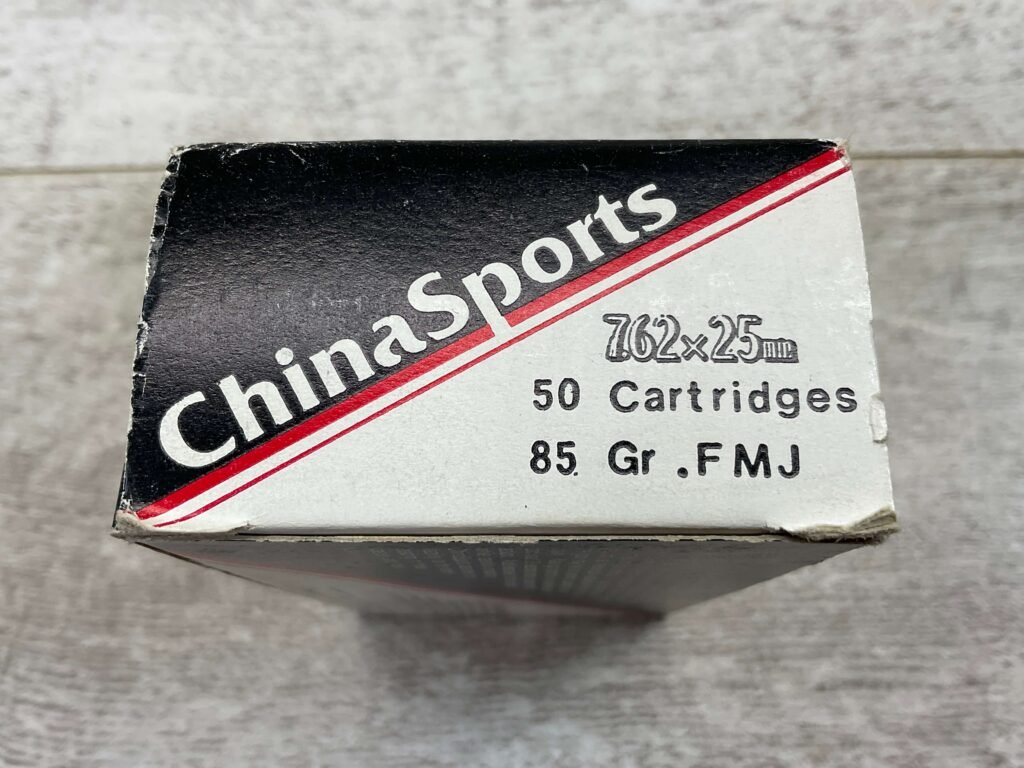 ChinaSports
7.62×25mm
50 Cartridges
85. Gr .FMJ